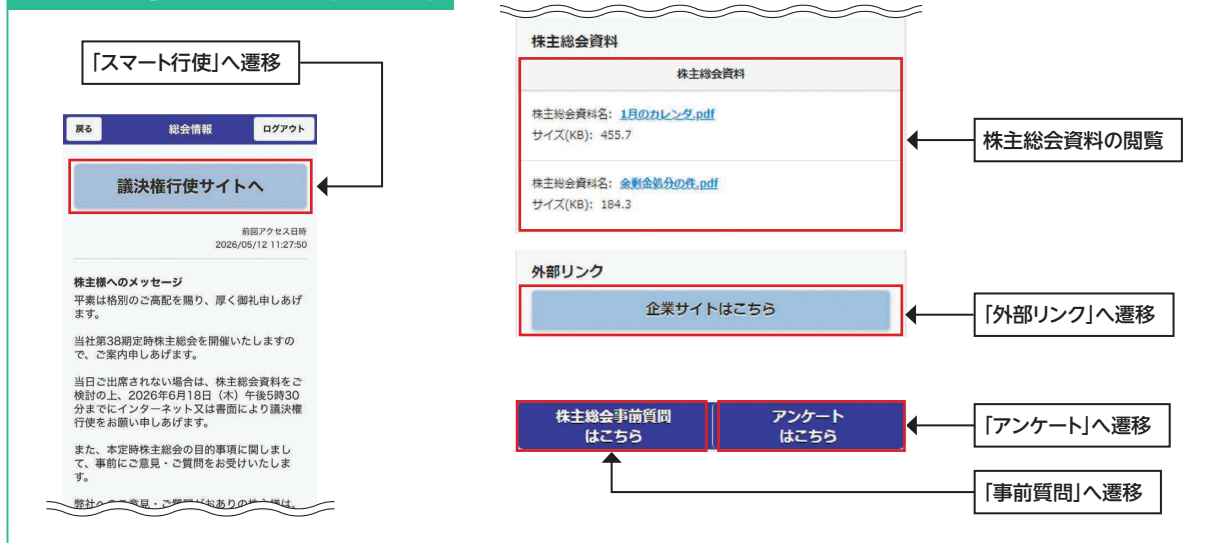 「スマート行使」へ遷移
戻る
総会情報
ログアウト
議決権行使サイトへ
前回アクセス日時
2026/05/12 11:27:50
株主様へのメッセージ
平素は格別のご高配を賜り、厚く御礼申しあげ
ます。
当社第38期定時株主総会を開催いたしますの
で、ご案内申しあげます。
当日ご出席されない場合は、株主総会資料をご
検討の上、2026年6月18日（木）午後5時30
分までにインターネット又は書面により議決権
行使をお願い申しあげます。
また、本定時株主総会の目的事項に関しまし
て、事前にご意見・ご質問をお受けいたしま
す。
株主総会資料
株主総会資料
株主総会資料名: 1月のカレンダ.pdf
サイズ(KB): 455.7
株主総会資料名: 余剰金処分の件.pdf
サイズ(KB): 184.3
株主総会資料の閲覧
外部リンク
企業サイトはこちら
「外部リンク」へ遷移
株主総会事前質問
はこちら
アンケート
はこちら
「アンケート」へ遷移
「事前質問」へ遷移